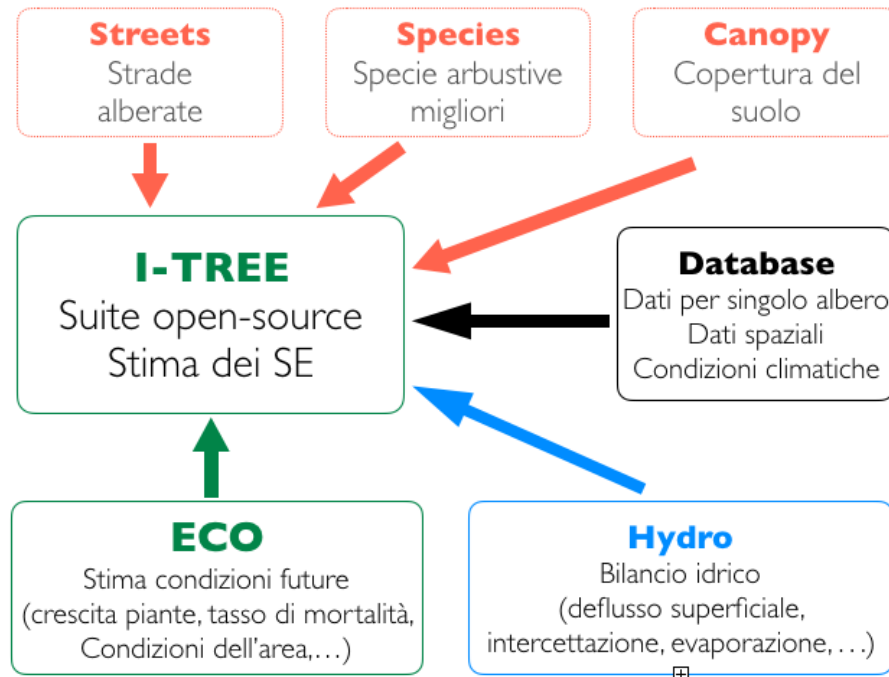 Streets
Strade
alberate
Species
Specie arbustive
migliori
Canopy
Copertura del
suolo
I-TREE
Suite open-source
Stima dei SE
Database
Dati per singolo albero
Dati spaziali
Condizioni climatiche
ECO
Stima condizioni future
(crescita piante, tasso di mortalità,
Condizioni dell'area,...)
Hydro
Bilancio idrico
(deflusso superficiale,
intercettazione, evaporazione, ...)